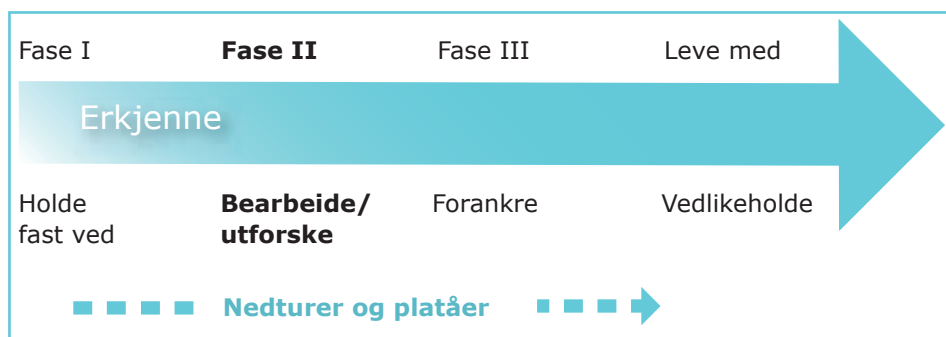 Fase I Fase II Fase III Leve med
Erkjenne
Holde Bearbeide/ Forankre Vedlikeholde
fast ved utforske
Nedturer og platåer